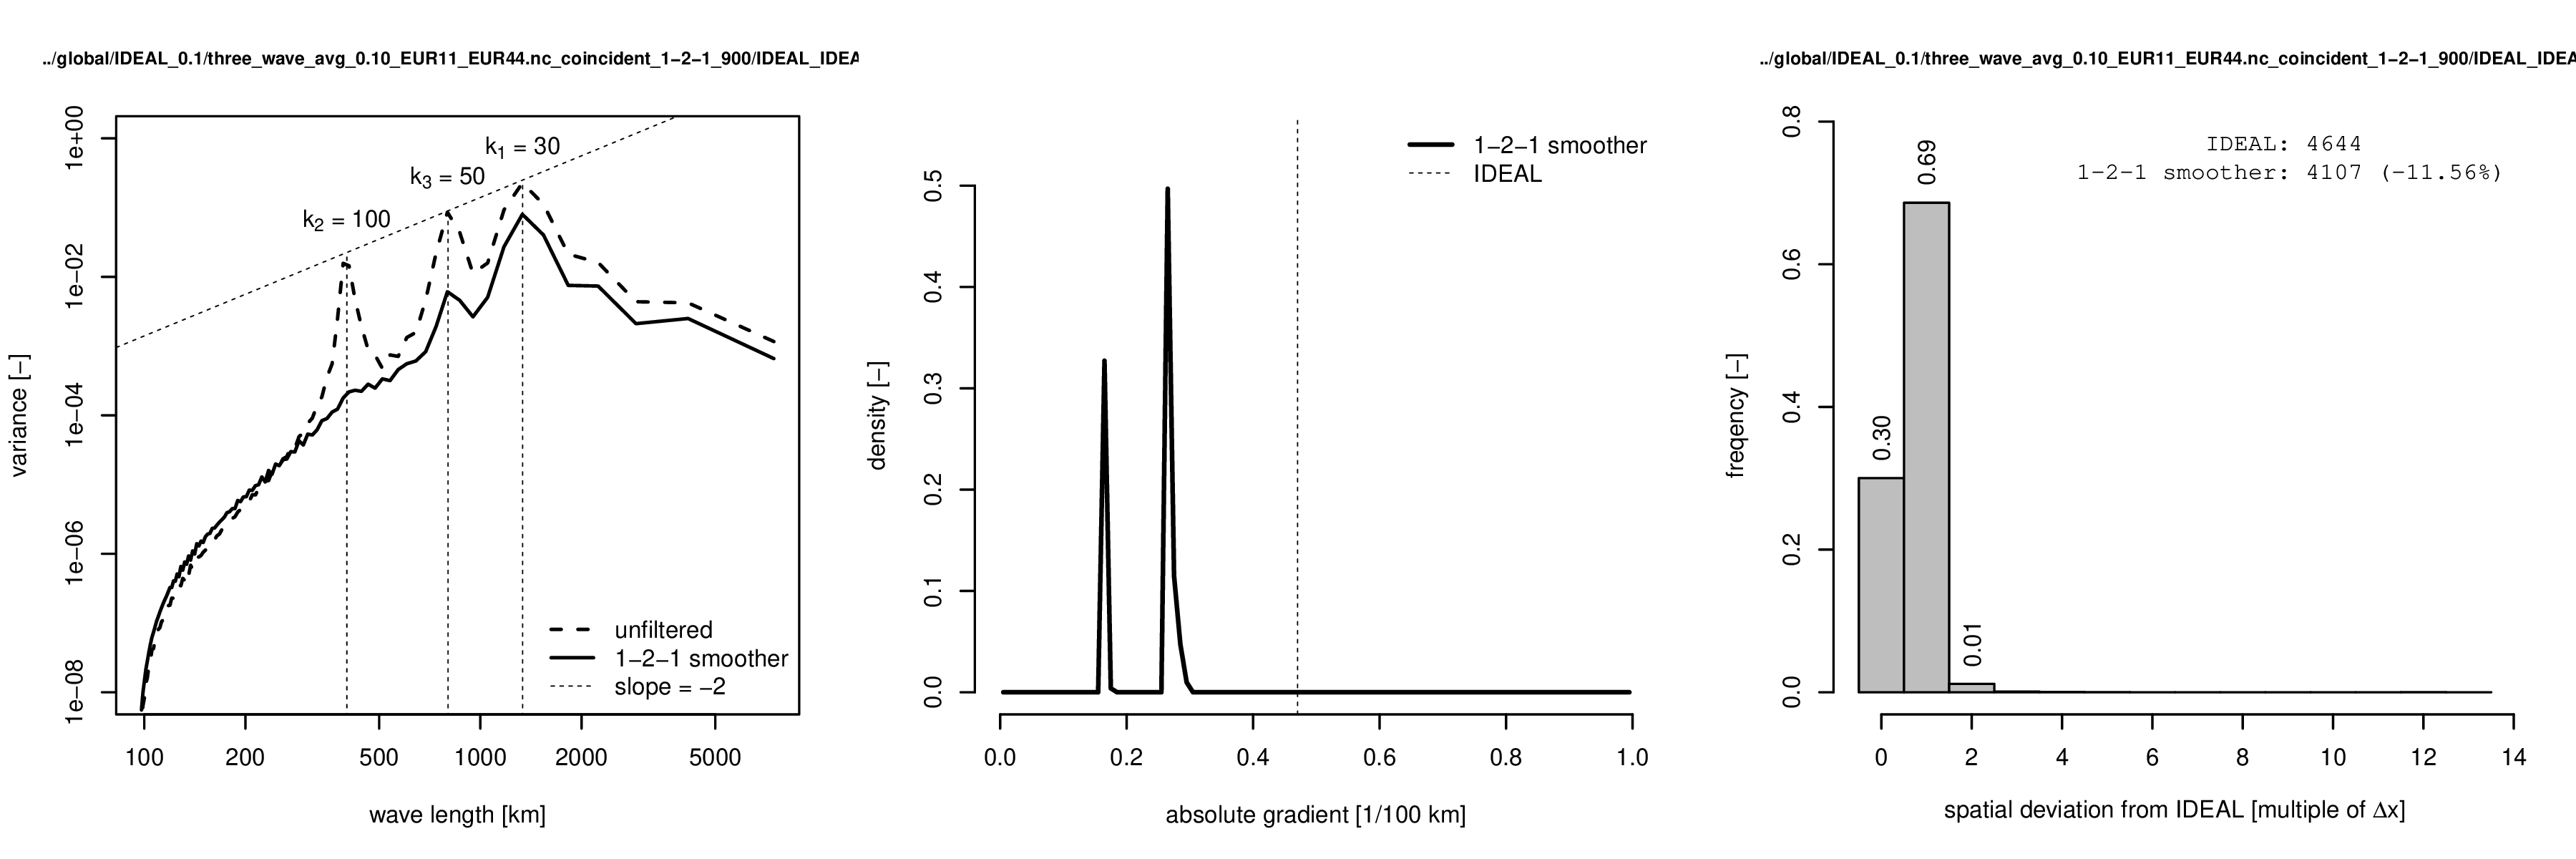 ../global/IDEAL_0.1/three_wave_avg_0.10_EUR11_EUR44.nc_coincident_1−2−1_900/IDEAL_IDEA
1e+00
1e−02
1e−04
1e−06
1e−08
variance [−]
k1 = 30
k3 = 50
k2 = 100
unfiltered
1−2−1 smoother
slope = −2
100 200 500 1000 2000 5000
wave length [km]
0.5
0.4
0.3
0.2
0.1
0.0
density [−]
1−2−1 smoother
IDEAL
0.0 0.2 0.4 0.6 0.8 1.0
absolute gradient [1/100 km]
../global/IDEAL_0.1/three_wave_avg_0.10_EUR11_EUR44.nc_coincident_1−2−1_900/IDEAL_IDEA
0.8
0.6
0.4
0.2
0.0
freqency [−]
0.30
0.69
0.01
IDEAL: 4644
1−2−1 smoother: 4107 (−11.56%)
0 2 4 6 8 10 12 14
spatial deviation from IDEAL [multiple of Δx]